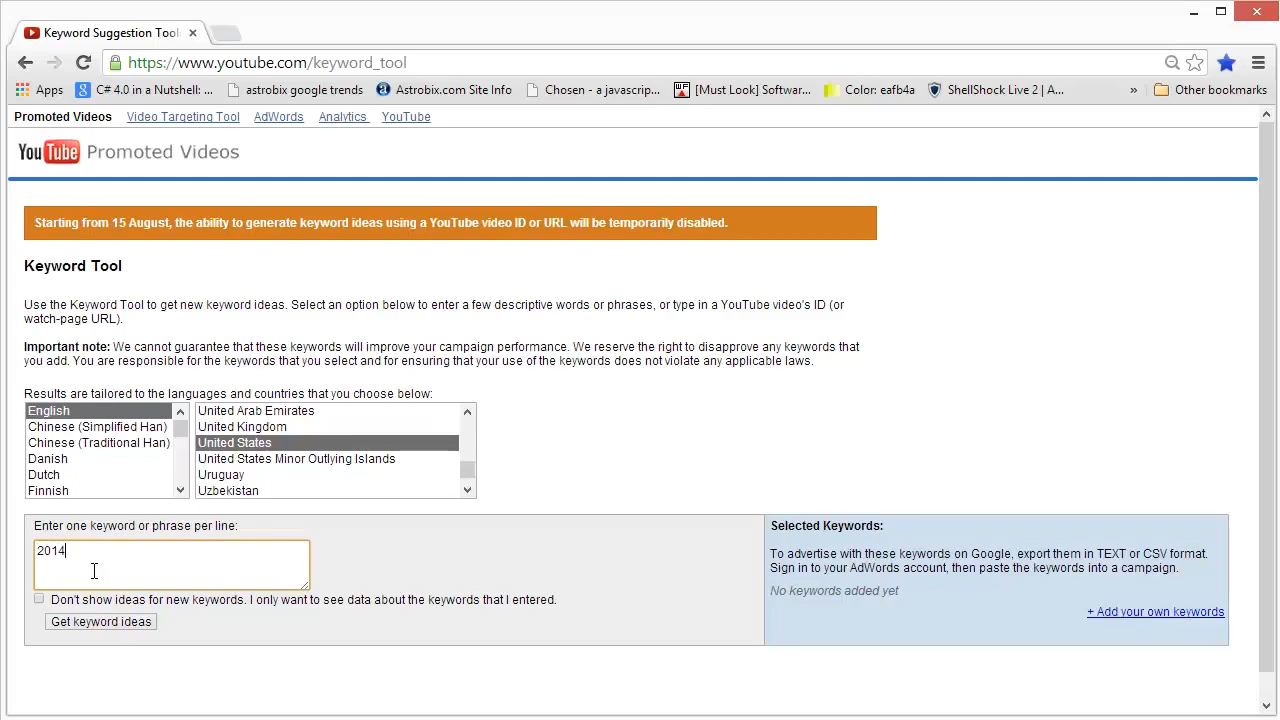 Keyword Suggestion Tool
https://www.youtube.com/keyword_tool
Apps C# 4.0 in a Nutshell: ... astrobix google trends Astrobix.com Site Info Chosen - a javascrip... [Must Look] Softwar... Color: eafb4a ShellShock Live 2 | A... » Other bookmarks
Promoted Videos Video Targeting Tool AdWords Analytics YouTube
YouTube Promoted Videos
Starting from 15 August, the ability to generate keyword ideas using a YouTube video ID or URL will be temporarily disabled.
Keyword Tool
Use the Keyword Tool to get new keyword ideas. Select an option below to enter a few descriptive words or phrases, or type in a YouTube video's ID (or
watch-page URL).
Important note: We cannot guarantee that these keywords will improve your campaign performance. We reserve the right to disapprove any keywords that
you add. You are responsible for the keywords that you select and for ensuring that your use of the keywords does not violate any applicable laws.
Results are tailored to the languages and countries that you choose below:
English
Chinese (Simplified Han)
Chinese (Traditional Han)
Danish
Dutch
Finnish
United Arab Emirates
United Kingdom
United States
United States Minor Outlying Islands
Uruguay
Uzbekistan
Enter one keyword or phrase per line:
2014
Don't show ideas for new keywords. I only want to see data about the keywords that I entered.
Get keyword ideas
Selected Keywords:
To advertise with these keywords on Google, export them in TEXT or CSV format.
Sign in to your AdWords account, then paste the keywords into a campaign.
No keywords added yet
+ Add your own keywords